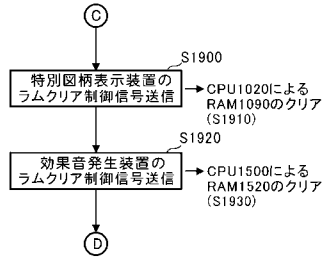 C
S1900
特別図柄表示装置の
ラムクリア制御信号送信
CPU1020による
RAM1090のクリア
(S1910)
S1920
効果音発生装置の
ラムクリア制御信号送信
CPU1500による
RAM1520のクリア
(S1930)
D